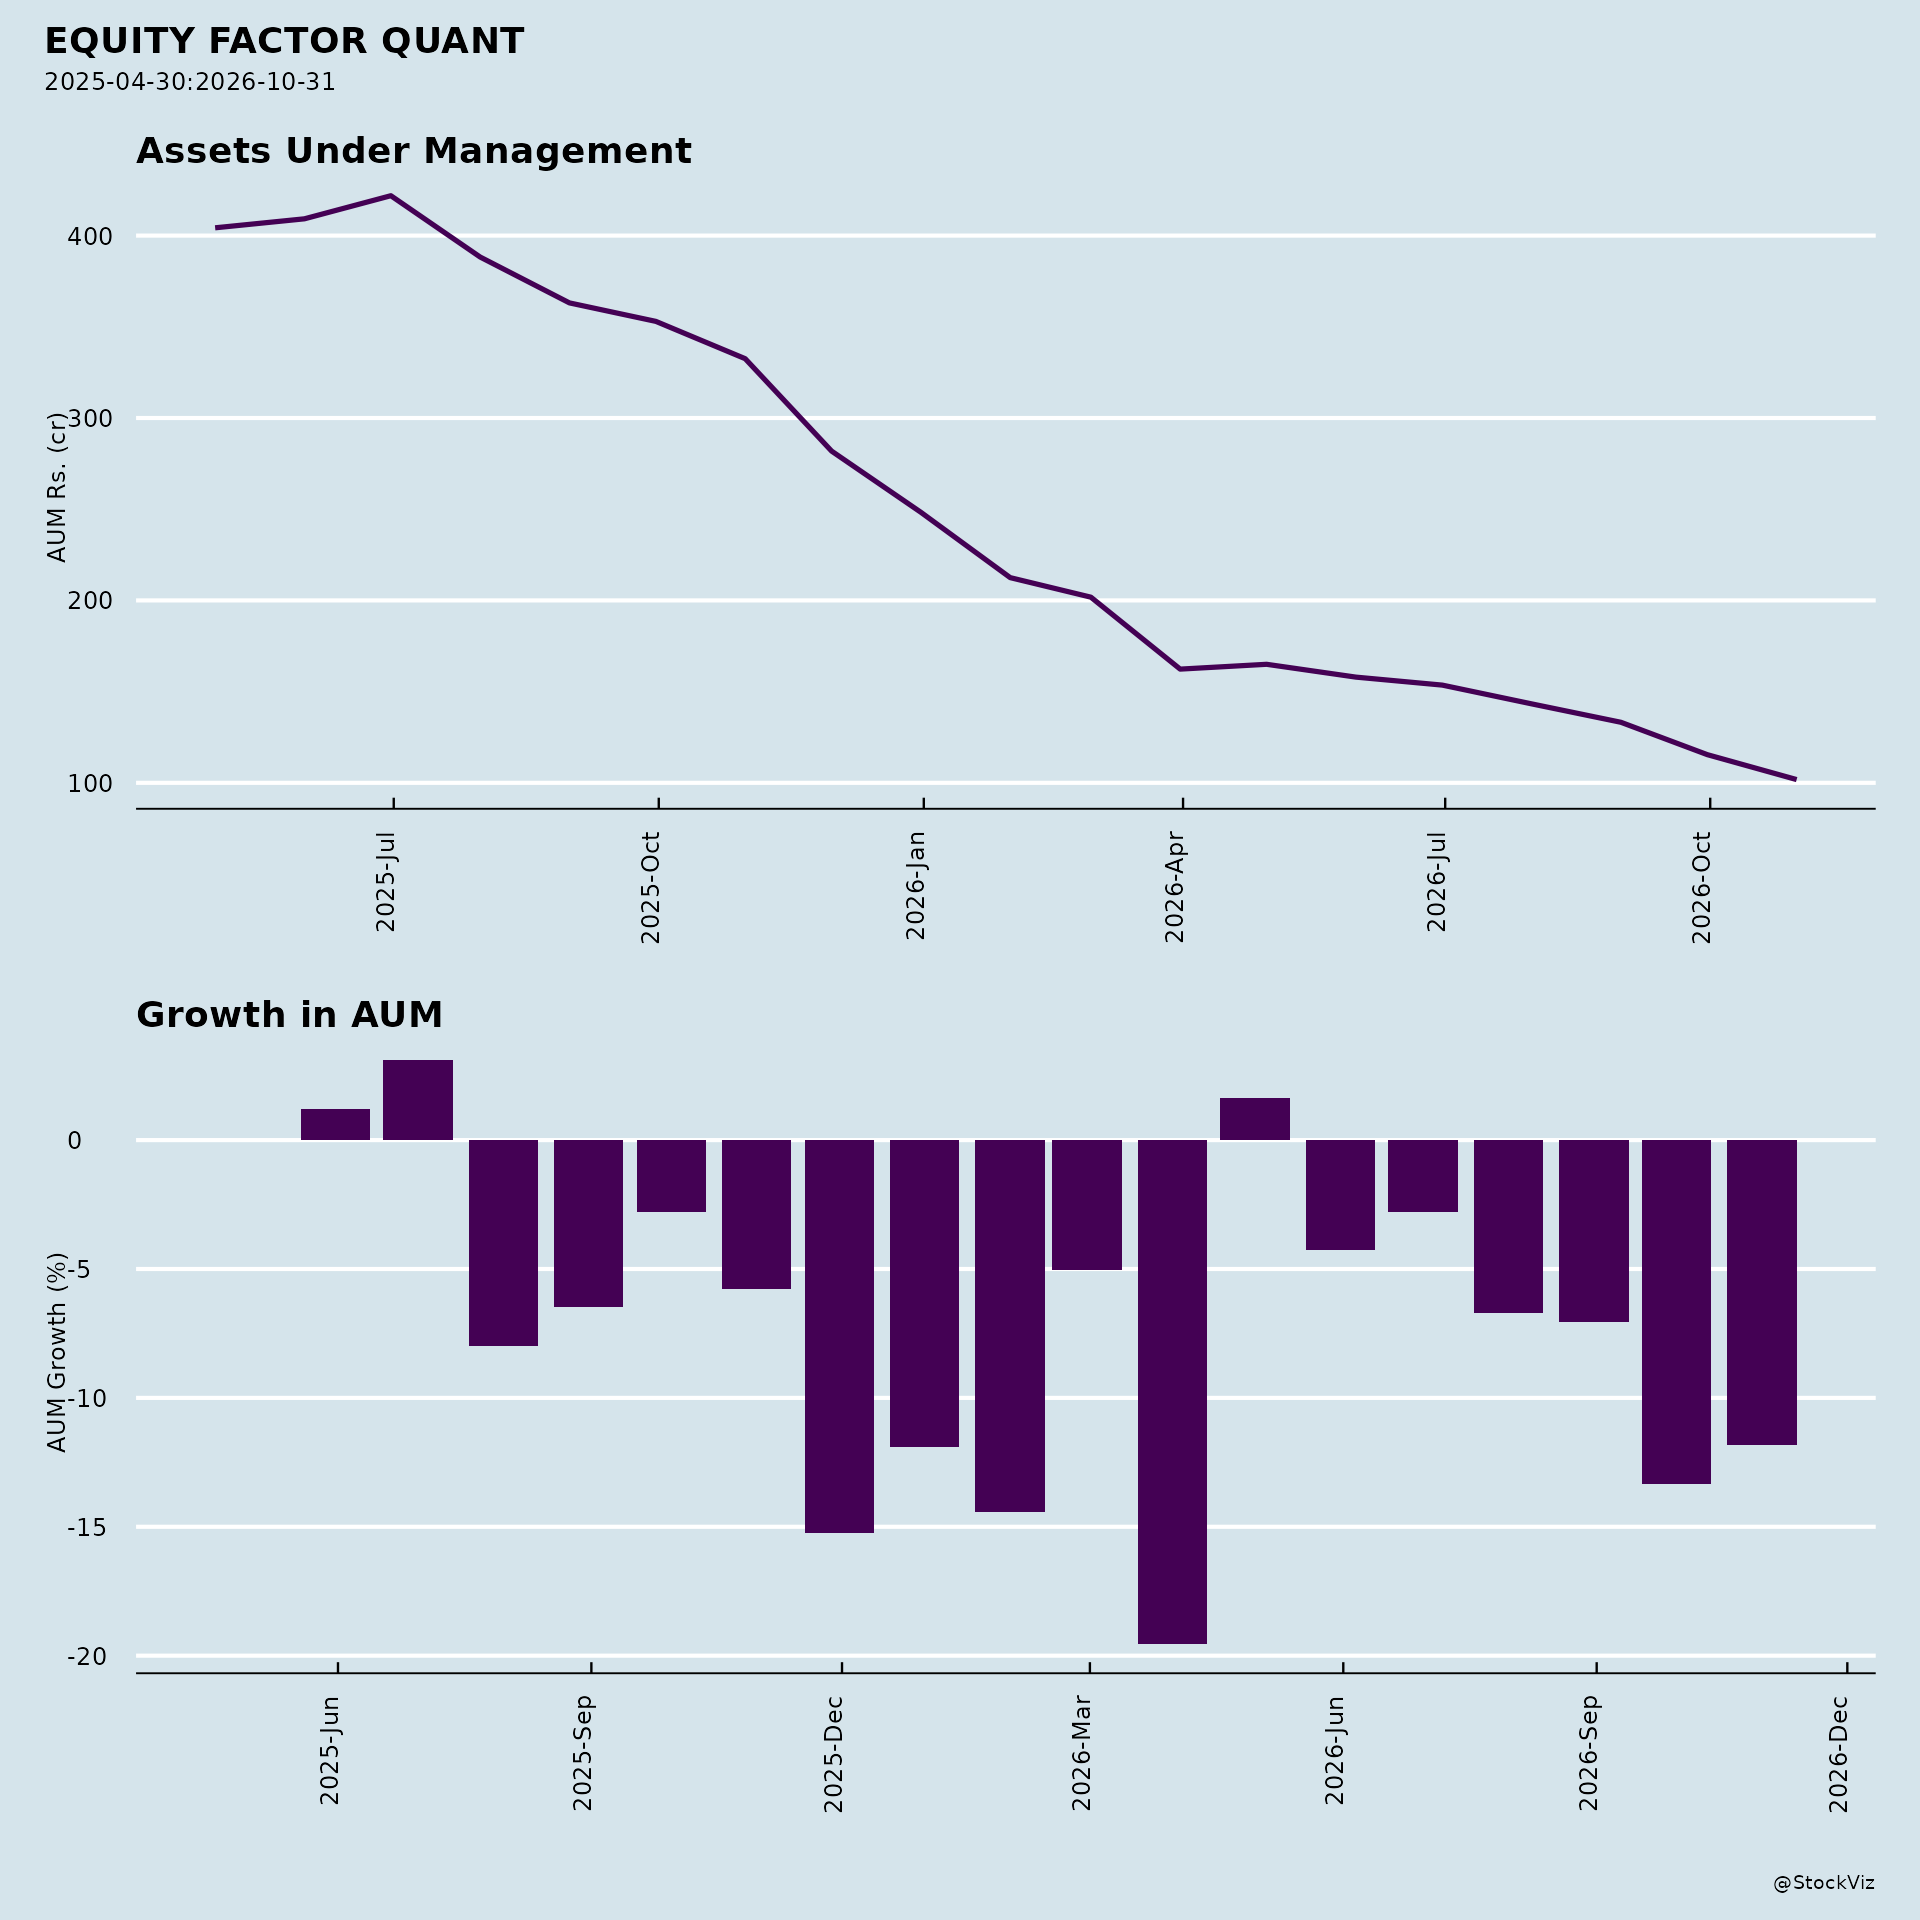 EQUITY FACTOR QUANT
2025-04-30:2026-10-31
Assets Under Management
AUM Rs. (cr)
400
300
200
100
2025-Jul
2025-Oct
2026-Jan
2026-Apr
2026-Jul
2026-Oct
Growth in AUM
AUM Growth (%)
0
-5
-10
-15
-20
2025-Jun
2025-Sep
2025-Dec
2026-Mar
2026-Jun
2026-Sep
2026-Dec
@StockViz